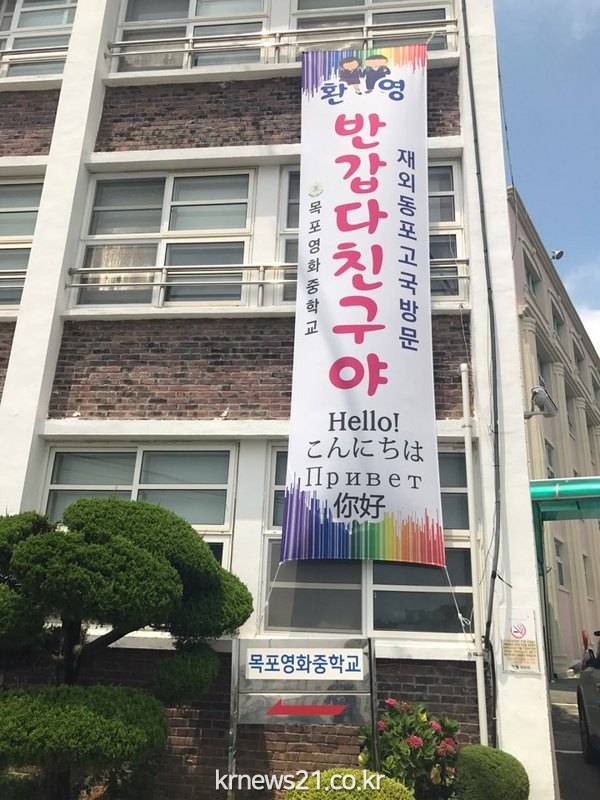 환영
재외동포고국방문
반갑다친구야
목포영화중학교
Hello!
こんにちは
Привет
你好
목포영화중학교
krnews21.co.kr